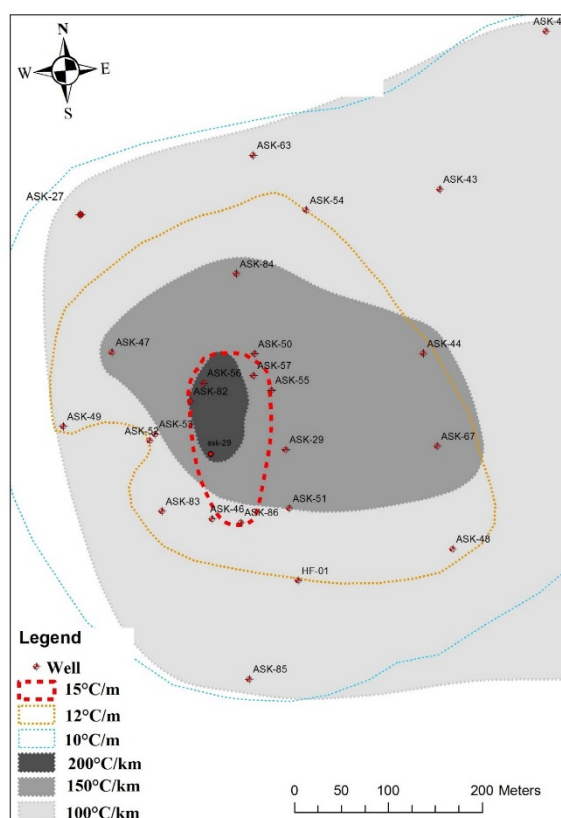 N
W E
S
ASK-4
ASK-63
ASK-43
ASK-27
ASK-54
ASK-84
ASK-47
ASK-50
ASK-44
ASK-57
ASK-56
ASK-55
ASK-82
ASK-49
ASK-53
ASK-52
ask-29
ASK-29
ASK-67
ASK-83
ASK-46
ASK-86
ASK-51
ASK-48
HF-01
ASK-85
Legend
Well
15°C/m
12°C/m
10°C/m
200°C/km
150°C/km
100°C/km
0 50 100 200 Meters